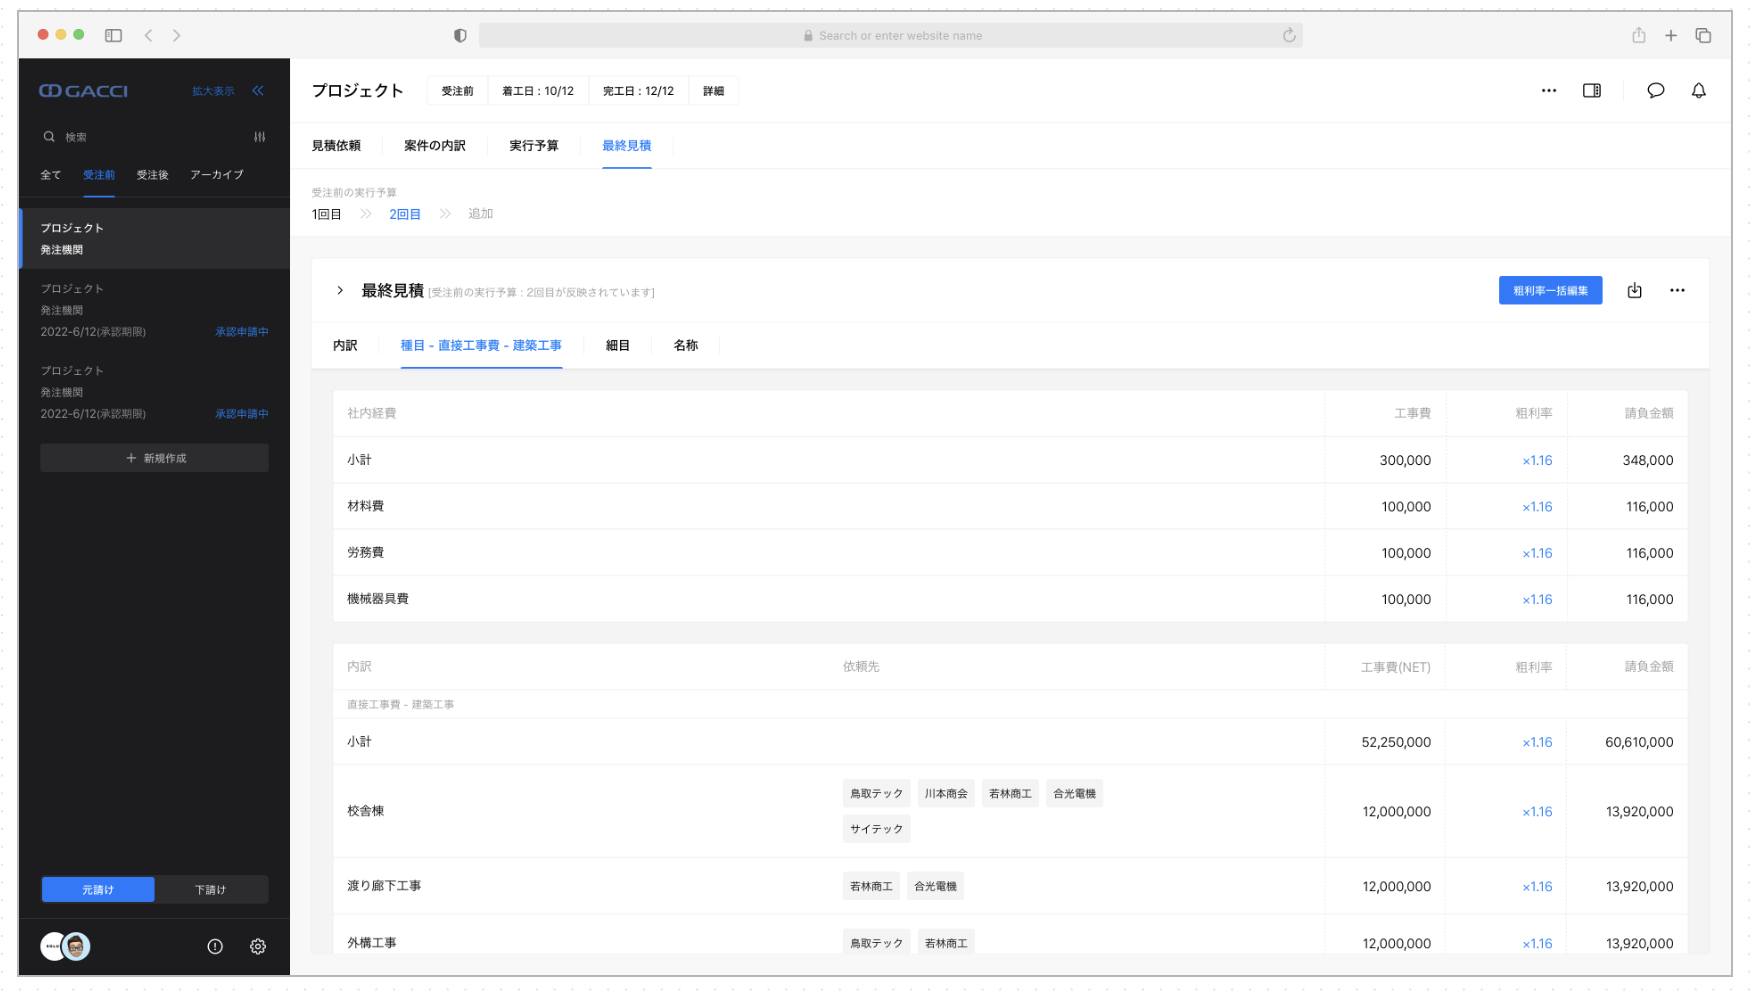 Search or enter website name
GACCI
拡大表示
検索
全て 受注前 受注後 アーカイブ
プロジェクト
発注機関
プロジェクト
発注機関
2022-6/12(承認期限) 承認申請中
プロジェクト
発注機関
2022-6/12(承認期限) 承認申請中
＋ 新規作成
元請け 下請け
プロジェクト 受注前 着工日 : 10/12 完工日 : 12/12 詳細
見積依頼 案件の内訳 実行予算 最終見積
受注前の実行予算
1回目 2回目 追加
最終見積 [受注前の実行予算 : 2回目が反映されています] 粗利率一括編集
内訳 種目 - 直接工事費 - 建築工事 細目 名称
社内経費 工事費 粗利率 請負金額
小計 300,000 ×1.16 348,000
材料費 100,000 ×1.16 116,000
労務費 100,000 ×1.16 116,000
機械器具費 100,000 ×1.16 116,000
内訳 依頼先 工事費(NET) 粗利率 請負金額
直接工事費 - 建築工事
小計 52,250,000 ×1.16 60,610,000
校舎棟 鳥取テック 川本商会 若林商工 合光電機 12,000,000 ×1.16 13,920,000
サイテック
渡り廊下工事 若林商工 合光電機 12,000,000 ×1.16 13,920,000
外構工事 鳥取テック 若林工 12,000,000 ×1.16 13,920,000